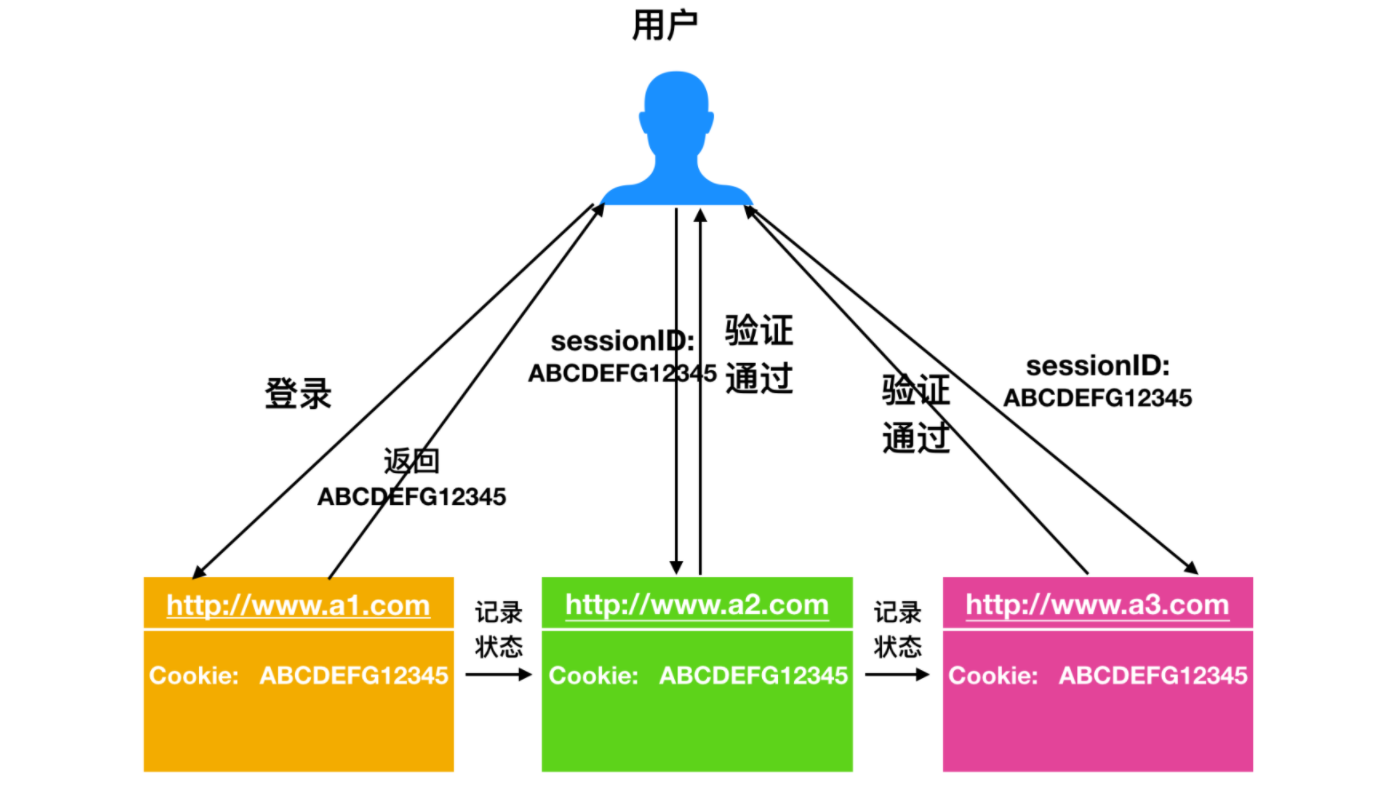 用户
sessionID:
ABCDEFG12345
验证
通过
sessionID:
ABCDEFG12345
登录
验证
通过
返回
ABCDEFG12345
http://www.a1.com
记录
状态
http://www.a2.com
记录
状态
http://www.a3.com
Cookie: ABCDEFG12345
Cookie: ABCDEFG12345
Cookie: ABCDEFG12345